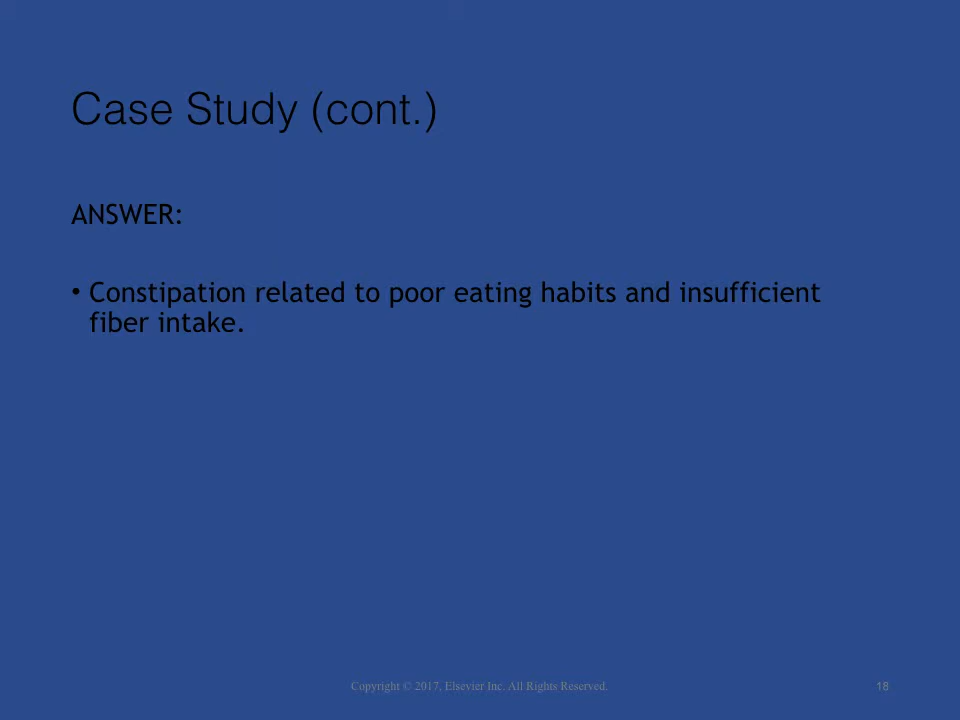 Case Study (cont.)
ANSWER:
• Constipation related to poor eating habits and insufficient
fiber intake.
Copyright © 2017, Elsevier Inc. All Rights Reserved.
18